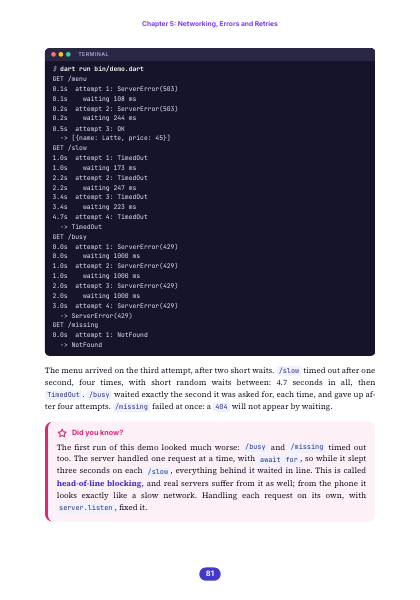 Chapter 5: Networking, Errors and Retries
TERMINAL
$ dart run bin/demo.dart
GET /menu
0.1s  attempt 1: ServerError(503)
0.1s    waiting 108 ms
0.2s  attempt 2: ServerError(503)
0.2s    waiting 244 ms
0.5s  attempt 3: OK
  -> [{name: Latte, price: 45}]
GET /slow
1.0s  attempt 1: TimedOut
1.0s    waiting 173 ms
2.2s  attempt 2: TimedOut
2.2s    waiting 247 ms
3.4s  attempt 3: TimedOut
3.4s    waiting 223 ms
4.7s  attempt 4: TimedOut
  -> TimedOut
GET /busy
0.0s  attempt 1: ServerError(429)
0.0s    waiting 1000 ms
1.0s  attempt 2: ServerError(429)
1.0s    waiting 1000 ms
2.0s  attempt 3: ServerError(429)
2.0s    waiting 1000 ms
3.0s  attempt 4: ServerError(429)
  -> ServerError(429)
GET /missing
0.0s  attempt 1: NotFound
  -> NotFound
The menu arrived on the third attempt, after two short waits. /slow timed out after one
second, four times, with short random waits between: 4.7 seconds in all, then
TimedOut. /busy waited exactly the second it was asked for, each time, and gave up af-
ter four attempts. /missing failed at once: a 404 will not appear by waiting.
Did you know?
The first run of this demo looked much worse: /busy and /missing timed out
too. The server handled one request at a time, with await for, so while it slept
three seconds on each /slow, everything behind it waited in line. This is called
head-of-line blocking, and real servers suffer from it as well; from the phone it
looks exactly like a slow network. Handling each request on its own, with
server.listen, fixed it.
81